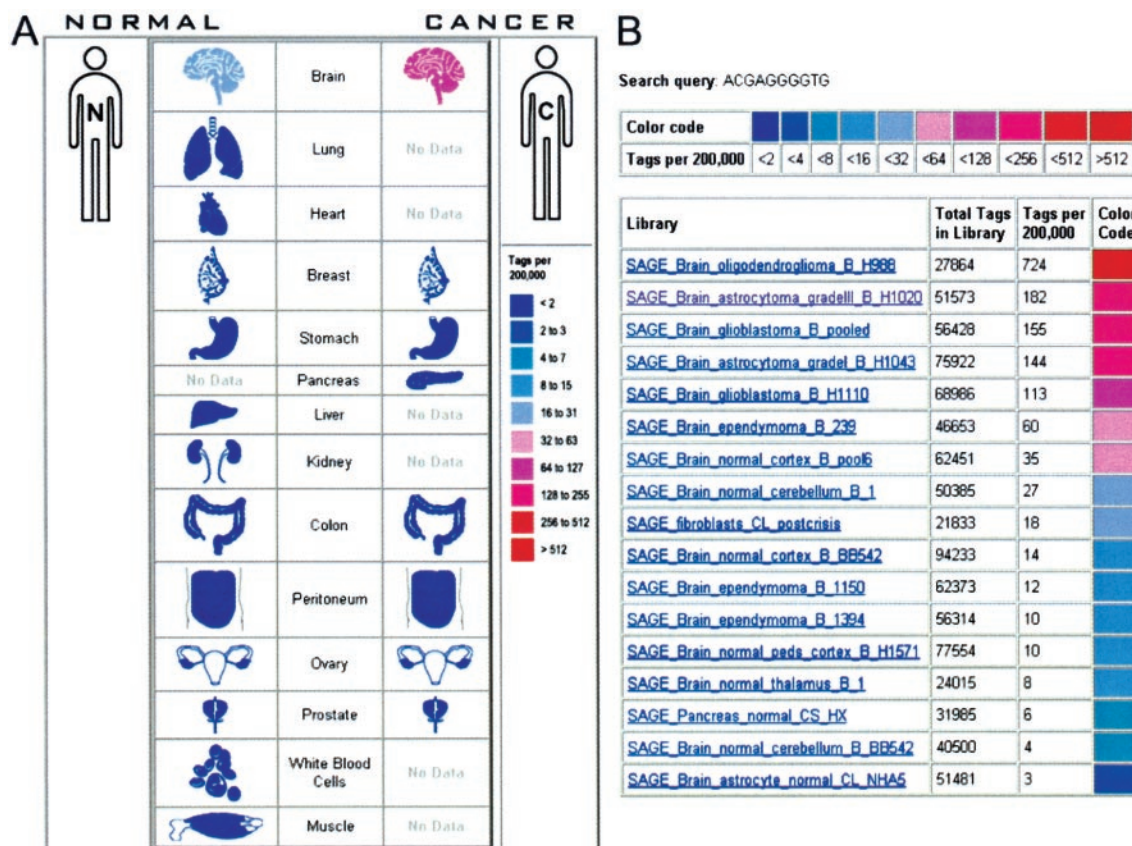 A
NORMAL CANCER
N
C
Brain
Lung No Data
Heart No Data
Breast
Stomach
No Data Pancreas
Liver No Data
Kidney No Data
Colon
Peritoneum
Ovary
Prostate
White Blood
Cells No Data
Muscle No Data
Tags per
200,000
< 2
2 to 3
4 to 7
8 to 15
16 to 31
32 to 63
64 to 127
128 to 255
256 to 512
> 512
B
Search query: ACGAGGGGTG
Color code
Tags per 200,000 <2 <4 <8 <16 <32 <64 <128 <256 <512 >512
Library Total Tags in Library Tags per 200,000 Color Code
SAGE_Brain_oligodendroglioma_B_H988 27864 724
SAGE_Brain_astrocytoma_gradeIII_B_H1020 51573 182
SAGE_Brain_glioblastoma_B_pooled 56428 155
SAGE_Brain_astrocytoma_gradeI_B_H1043 75922 144
SAGE_Brain_glioblastoma_B_H1110 68986 113
SAGE_Brain_ependymoma_B_239 46653 60
SAGE_Brain_normal_cortex_B_pool6 62451 35
SAGE_Brain_normal_cerebellum_B_1 50385 27
SAGE_fibroblasts_CL_postcrisis 21833 18
SAGE_Brain_normal_cortex_B_BB542 94233 14
SAGE_Brain_ependymoma_B_1150 62373 12
SAGE_Brain_ependymoma_B_1394 56314 10
SAGE_Brain_normal_peds_cortex_B_H1571 77554 10
SAGE_Brain_normal_thalamus_B_1 24015 8
SAGE_Pancreas_normal_CS_HX 31985 6
SAGE_Brain_normal_cerebellum_B_BB542 40500 4
SAGE_Brain_astrocyte_normal_CL_NHA5 51481 3